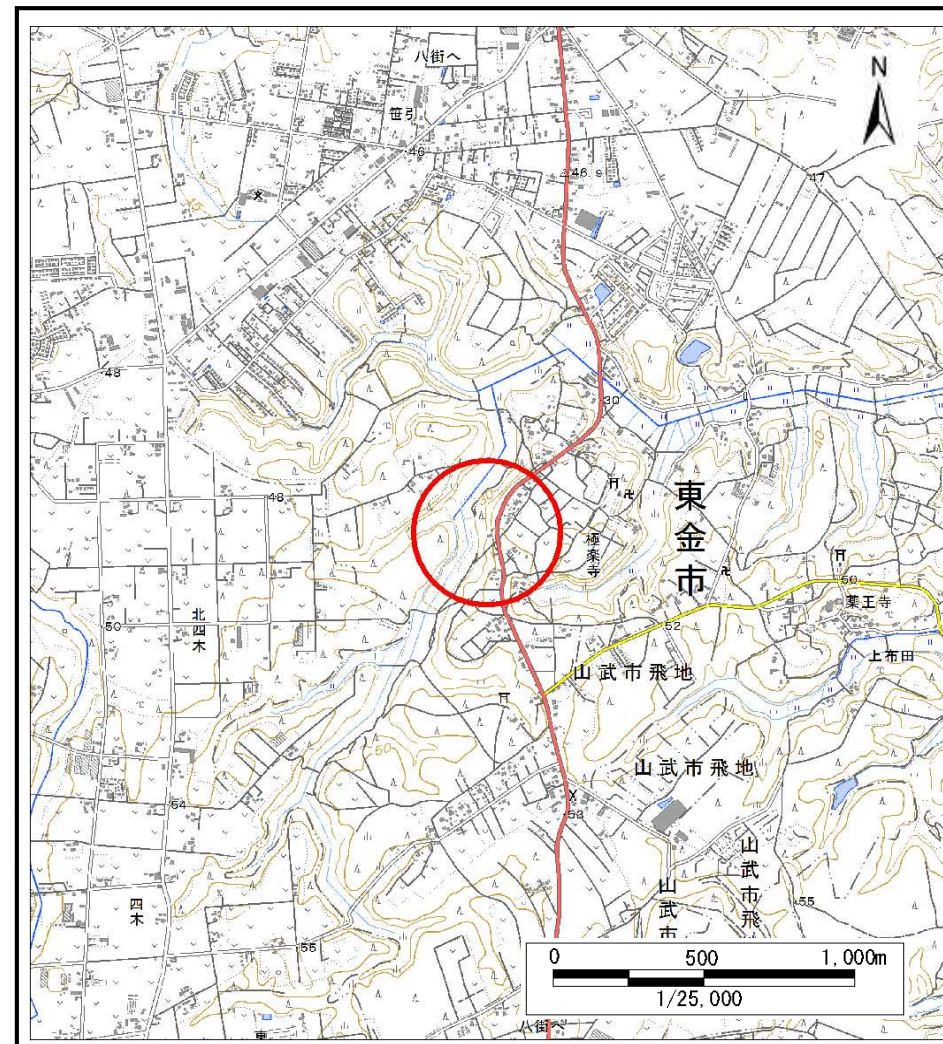 八街へ
N
笹引
46
46.9
47
48
30
48
東金市
極楽寺
50
薬王寺
北四木
50
52
上布田
山武市飛地
50
山武市飛地
54
53
山武市飛
山武市
四木
55
55
0 500 1,000m
1/25,000
八街へ
東